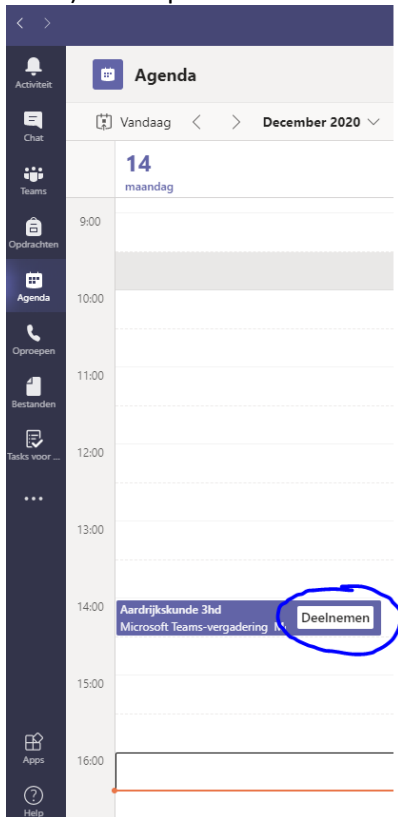 Activiteit
Chat
Teams
Opdrachten
Agenda
Oproepen
Bestanden
Tasks voor ...
Apps
Help
Agenda
Vandaag December 2020
14
maandag
9:00
10:00
11:00
12:00
13:00
14:00
Aardrijkskunde 3hd
Microsoft Teams-vergadering
Deelnemen
15:00
16:00